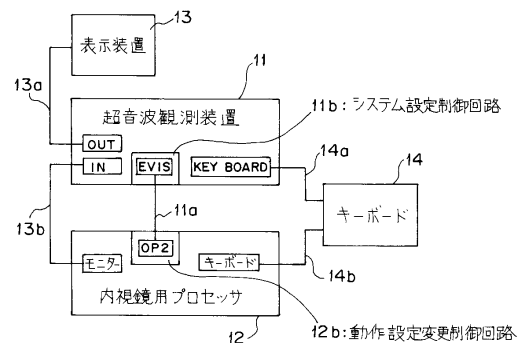 13
表示装置
13a
11
11b:システム設定制御回路
超音波観測装置
OUT
IN
EVIS
KEY BOARD
14a
14
キーボード
11a
13b
OP2
モニター
キーボード
14b
内視鏡用プロセッサ
12
12b:動作設定変更制御回路